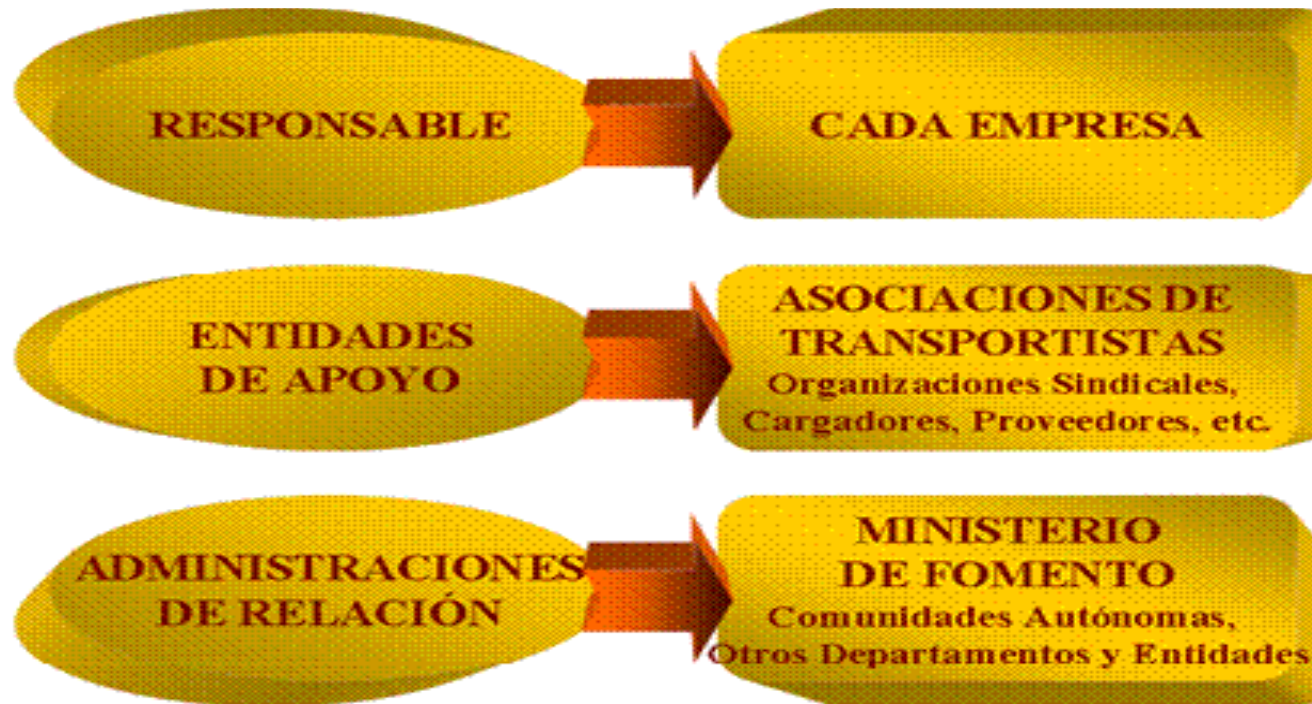 RESPONSABLE
CADA EMPRESA
ENTIDADES
DE APOYO
ASOCIACIONES DE
TRANSPORTISTAS
Organizaciones Sindicales,
Cargadores, Proveedores, etc.
ADMINISTRACIONES
DE RELACIÓN
MINISTERIO
DE FOMENTO
Comunidades Autónomas,
Otros Departamentos y Entidades